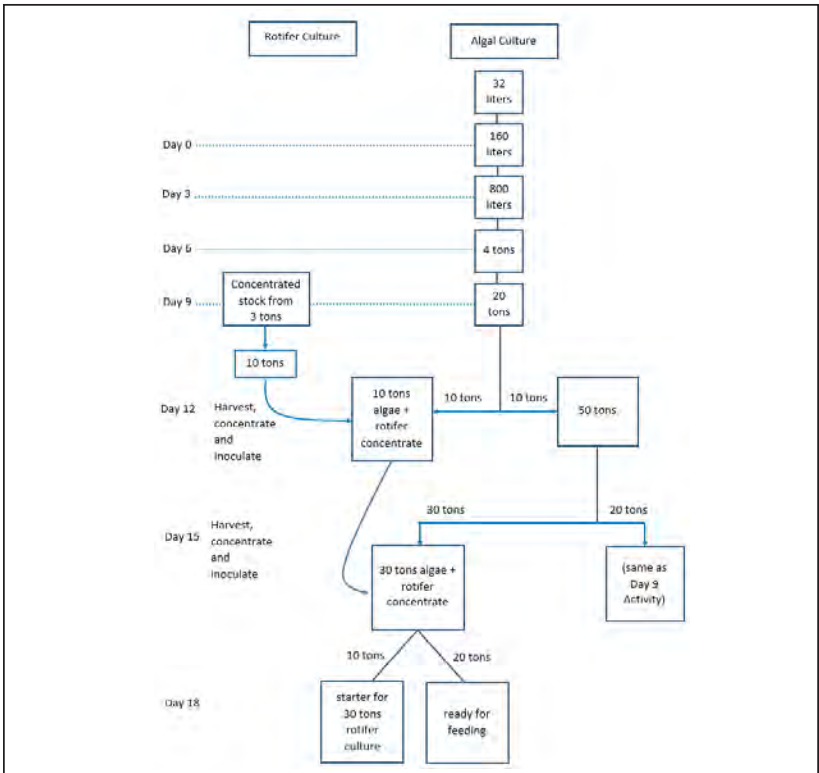 Rotifer Culture
Algal Culture
32
liters
Day 0
160
liters
Day 3
800
liters
Day 6
4 tons
Day 9
Concentrated
stock from
3 tons
20
tons
10 tons
Day 12
Harvest,
concentrate
and
inoculate
10 tons
algae +
rotifer
concentrate
10 tons
10 tons
50 tons
30 tons
20 tons
Day 15
Harvest,
concentrate
and
inoculate
30 tons algae +
rotifer
concentrate
(same as
Day 9
Activity)
10 tons
20 tons
Day 18
starter for
30 tons
rotifer
culture
ready for
feeding